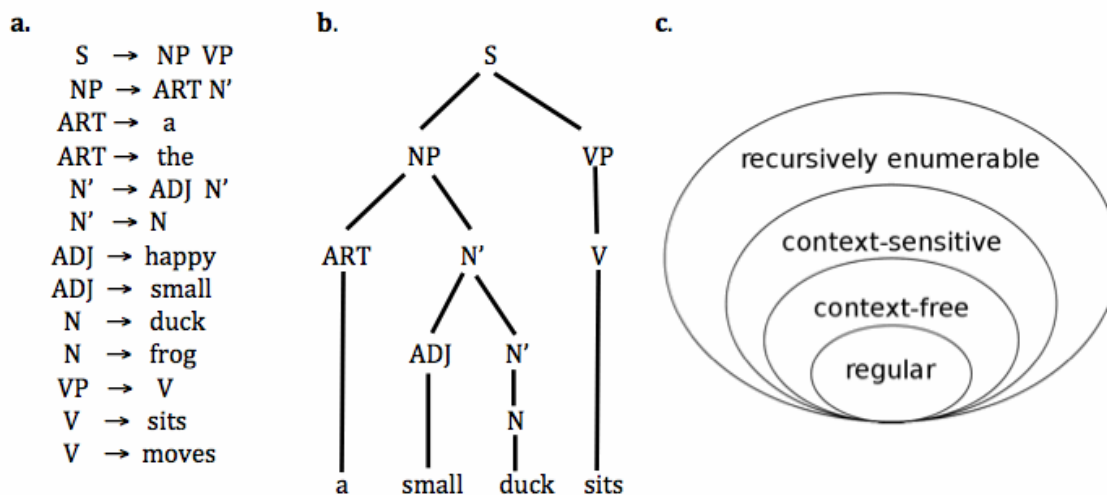 a.
S → NP VP
NP → ART N’
ART → a
ART → the
N’ → ADJ N’
N’ → N
ADJ → happy
ADJ → small
N → duck
N → frog
VP → V
V → sits
V → moves
b.
S
NP VP
ART N’ V
ADJ N’
N
a small duck sits
c.
recursively enumerable
context-sensitive
context-free
regular